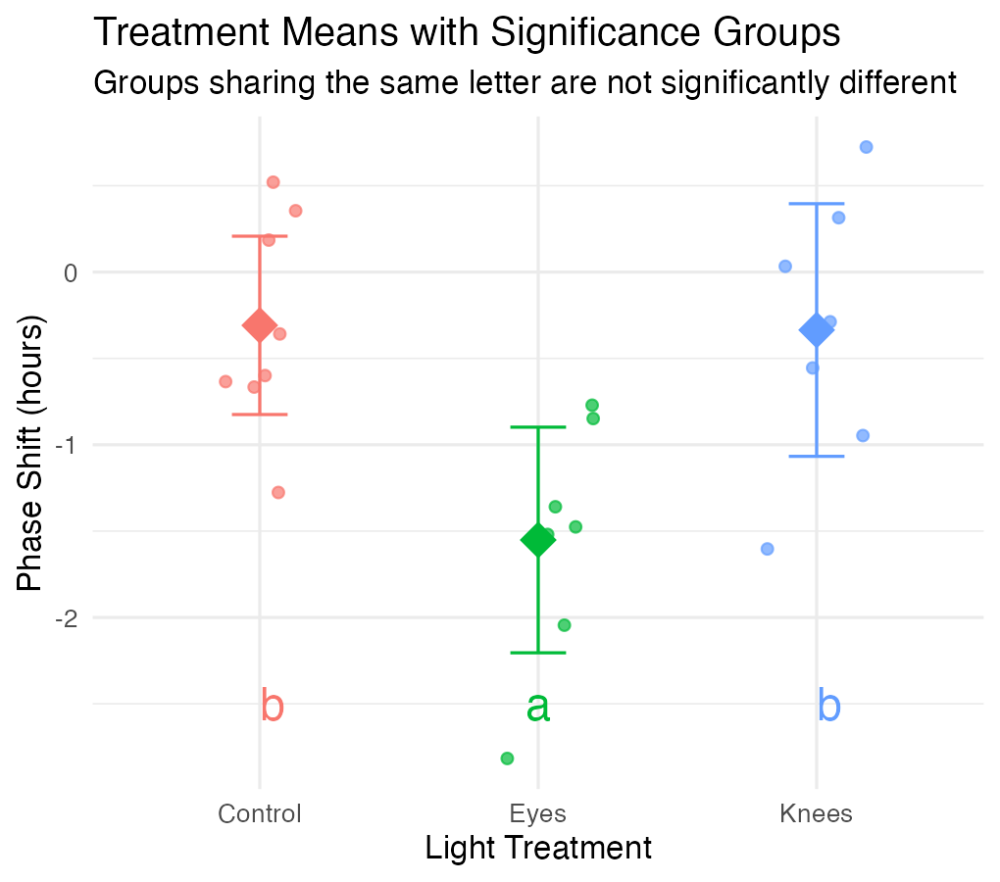 Treatment Means with Significance Groups
Groups sharing the same letter are not significantly different
Phase Shift (hours)
0
-1
-2
b
a
b
Control
Eyes
Knees
Light Treatment